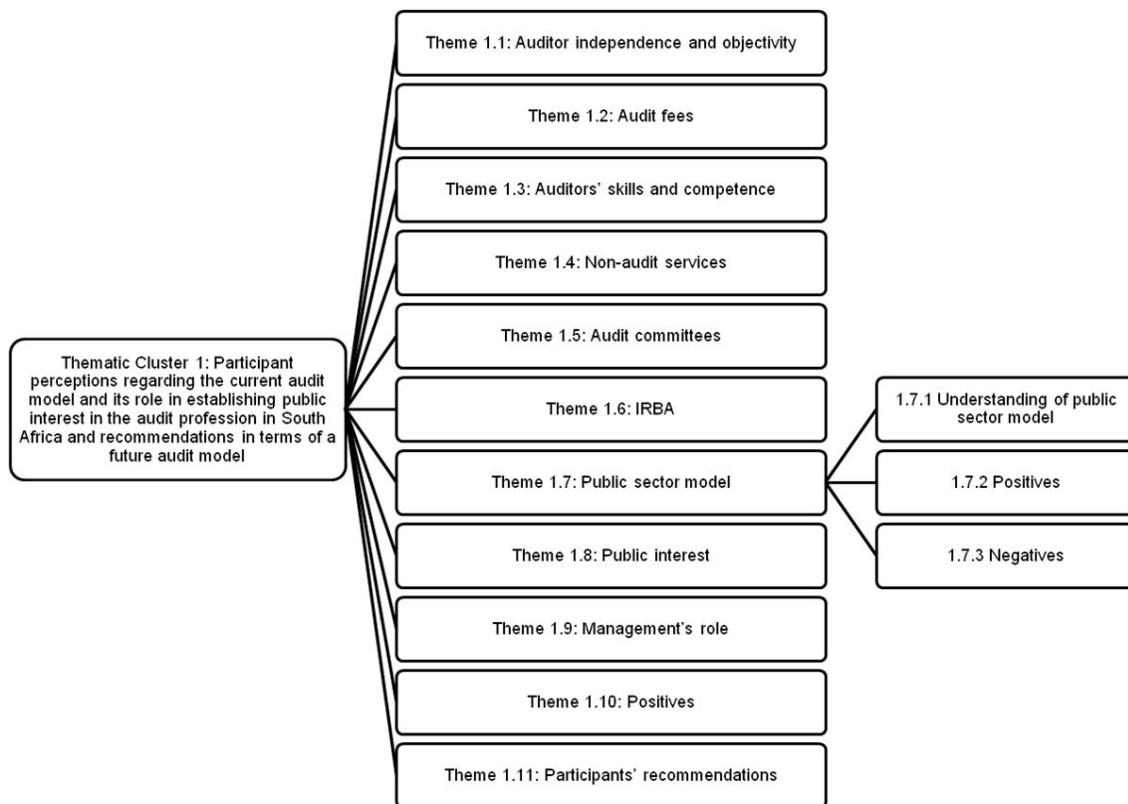 Theme 1.1: Auditor independence and objectivity
Theme 1.2: Audit fees
Theme 1.3: Auditors’ skills and competence
Theme 1.4: Non-audit services
Theme 1.5: Audit committees
Thematic Cluster 1: Participant
perceptions regarding the current audit
model and its role in establishing public
interest in the audit profession in South
Africa and recommendations in terms of a
future audit model
Theme 1.6: IRBA
Theme 1.7: Public sector model
1.7.1 Understanding of public
sector model
1.7.2 Positives
1.7.3 Negatives
Theme 1.8: Public interest
Theme 1.9: Management’s role
Theme 1.10: Positives
Theme 1.11: Participants’ recommendations